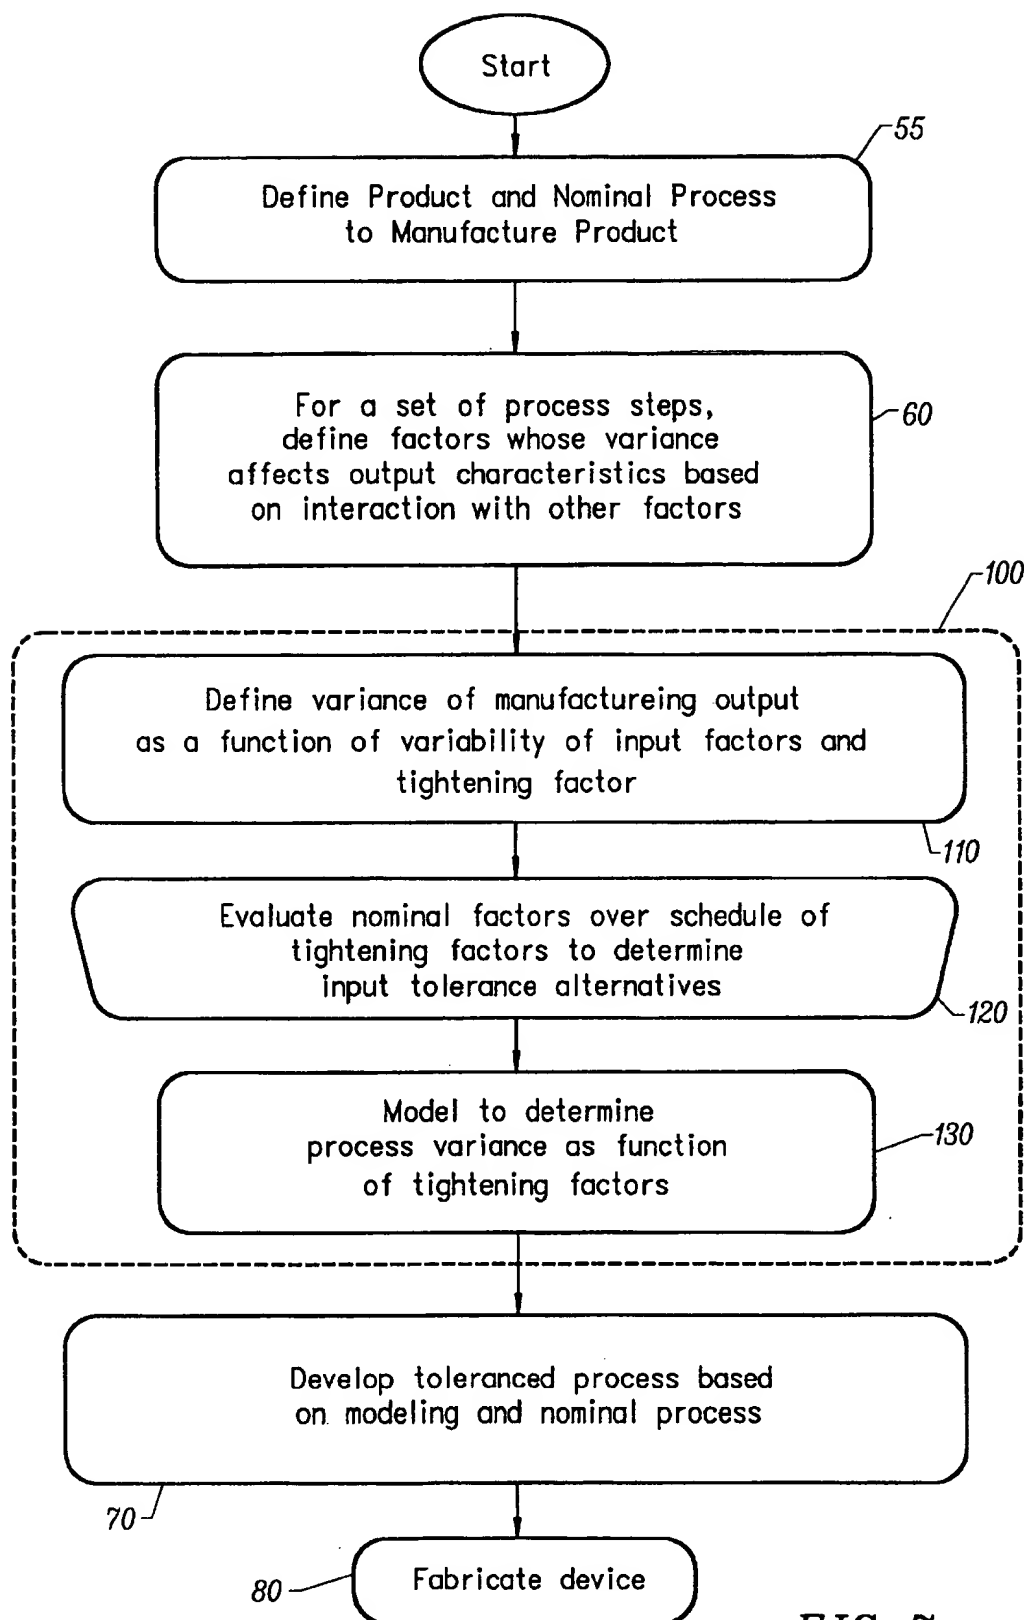 Start
55
Define Product and Nominal Process
to Manufacture Product
For a set of process steps,
define factors whose variance
affects output characteristics based
on interaction with other factors
60
100
Define variance of manufactureing output
as a function of variability of input factors and
tightening factor
110
Evaluate nominal factors over schedule of
tightening factors to determine
input tolerance alternatives
120
Model to determine
process variance as function
of tightening factors
130
Develop toleranced process based
on modeling and nominal process
70
Fabricate device
80